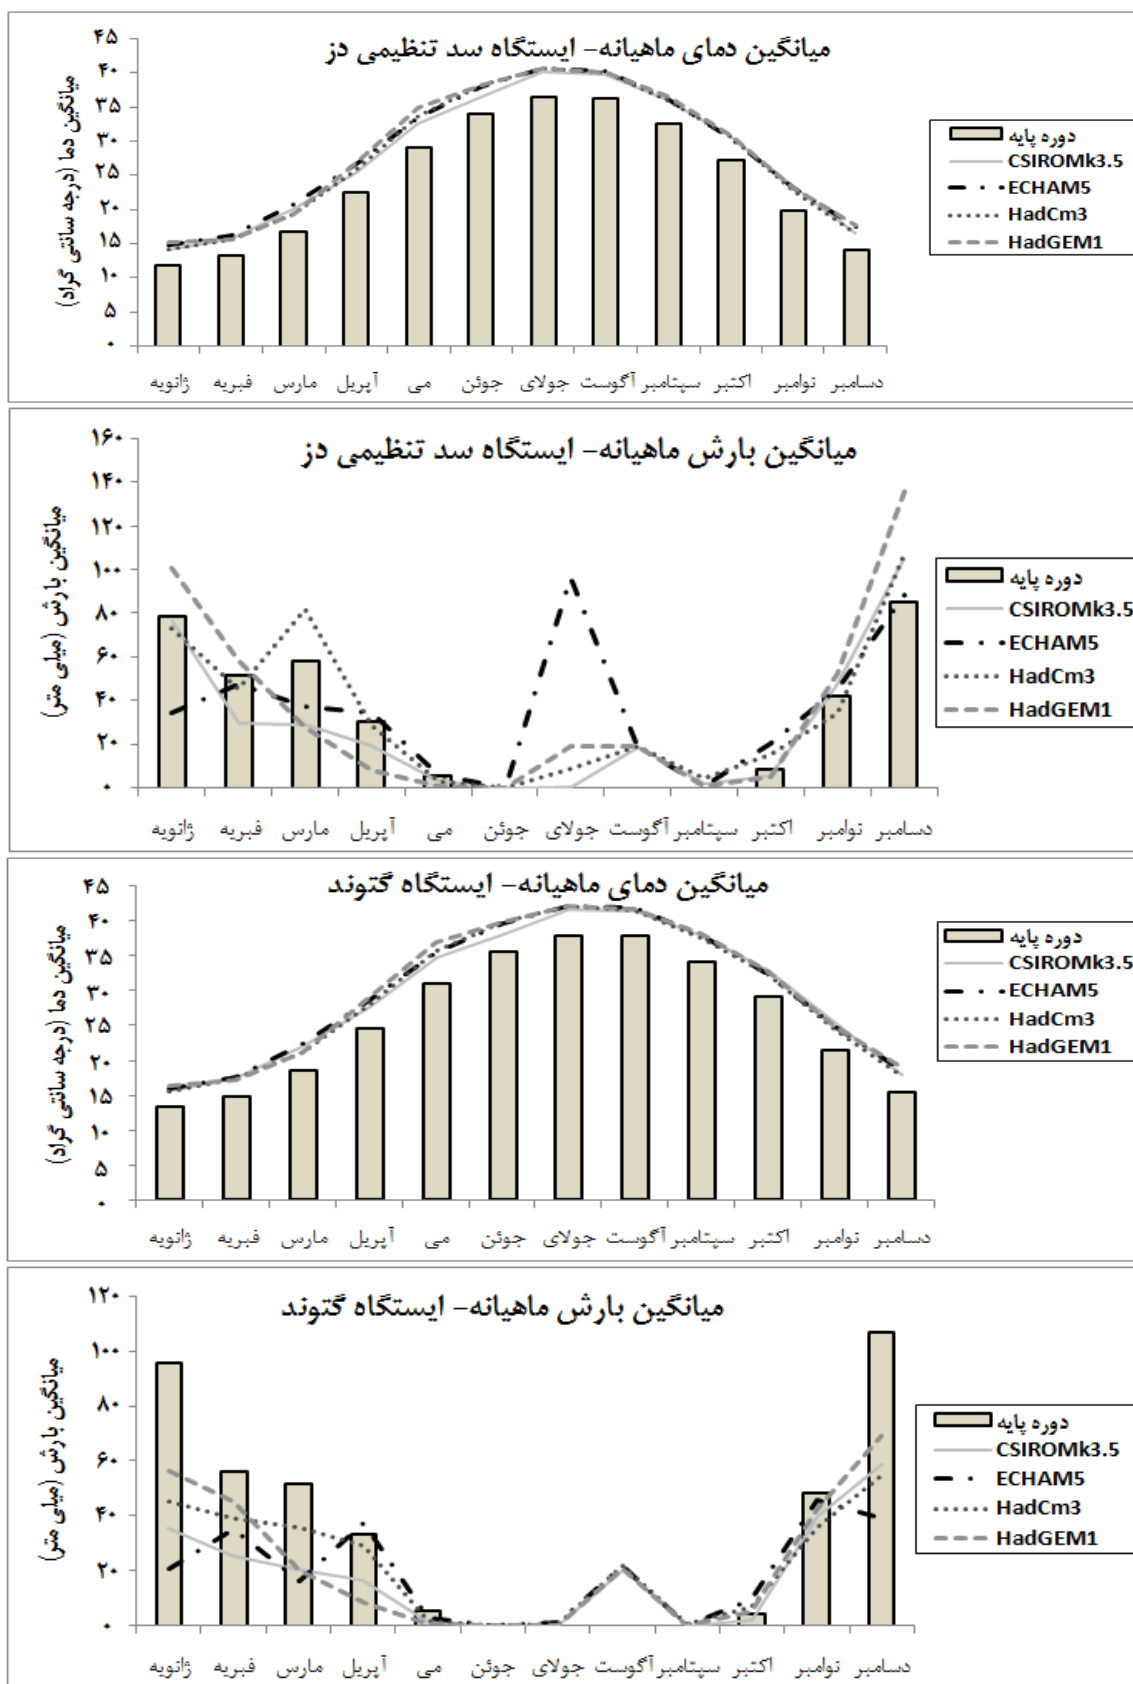 میانگین دمای ماهیانه- ایستگاه سد تنظیمی دز
میانگین دما (درجه سانتی گراد)
۴۵
۴۰
۳۵
۳۰
۲۵
۲۰
۱۵
۱۰
۵
۰
ژانویه فبریه مارس آپریل می جوئن جولای آگوست سپتامبر اکتبر نوامبر دسامبر
دوره پایه
CSIROMk3.5
ECHAM5
HadCm3
HadGEM1
میانگین بارش ماهیانه- ایستگاه سد تنظیمی دز
میانگین بارش (میلی متر)
۱۶۰
۱۴۰
۱۲۰
۱۰۰
۸۰
۶۰
۴۰
۲۰
۰
ژانویه فبریه مارس آپریل می جوئن جولای آگوست سپتامبر اکتبر نوامبر دسامبر
دوره پایه
CSIROMk3.5
ECHAM5
HadCm3
HadGEM1
میانگین دمای ماهیانه- ایستگاه گتوند
میانگین دما (درجه سانتی گراد)
۴۵
۴۰
۳۵
۳۰
۲۵
۲۰
۱۵
۱۰
۵
۰
ژانویه فبریه مارس آپریل می جوئن جولای آگوست سپتامبر اکتبر نوامبر دسامبر
دوره پایه
CSIROMk3.5
ECHAM5
HadCm3
HadGEM1
میانگین بارش ماهیانه- ایستگاه گتوند
میانگین بارش (میلی متر)
۱۲۰
۱۰۰
۸۰
۶۰
۴۰
۲۰
۰
ژانویه فبریه مارس آپریل می جوئن جولای آگوست سپتامبر اکتبر نوامبر دسامبر
دوره پایه
CSIROMk3.5
ECHAM5
HadCm3
HadGEM1